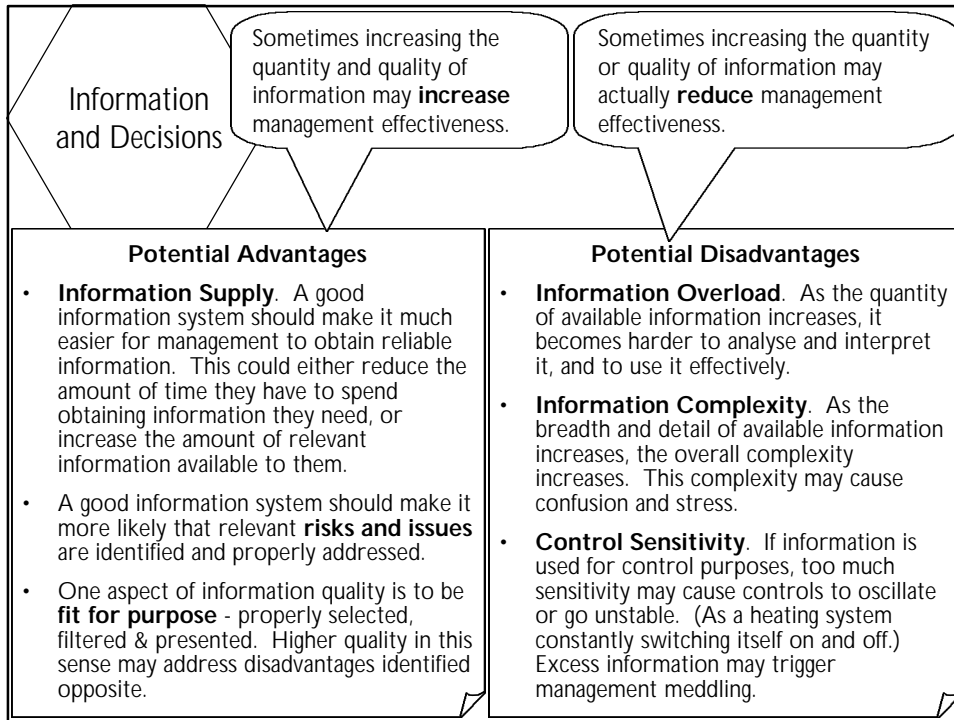 Information
and Decisions
Sometimes increasing the
quantity and quality of
information may increase
management effectiveness.
Sometimes increasing the quantity
or quality of information may
actually reduce management
effectiveness.
Potential Advantages
• Information Supply. A good
information system should make it much
easier for management to obtain reliable
information. This could either reduce the
amount of time they have to spend
obtaining information they need, or
increase the amount of relevant
information available to them.
• A good information system should make it
more likely that relevant risks and issues
are identified and properly addressed.
• One aspect of information quality is to be
fit for purpose - properly selected,
filtered & presented. Higher quality in this
sense may address disadvantages identified
opposite.
Potential Disadvantages
• Information Overload. As the quantity
of available information increases, it
becomes harder to analyse and interpret
it, and to use it effectively.
• Information Complexity. As the
breadth and detail of available information
increases, the overall complexity
increases. This complexity may cause
confusion and stress.
• Control Sensitivity. If information is
used for control purposes, too much
sensitivity may cause controls to oscillate
or go unstable. (As a heating system
constantly switching itself on and off.)
Excess information may trigger
management meddling.